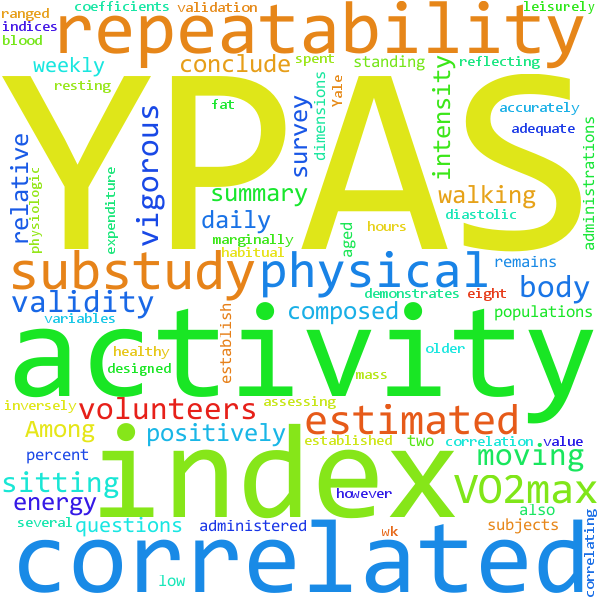 ranged
coefficients
validation
leisurely
indices
repeatability
blood
weekly
conclude
spent
standing
reflecting
resting
fat
dimensions
Yale
intensity
accurately
YPAS
adequate
relative
physiologic
expenditure
vigorous
survey
summary
walking
administrations
daily
aged
hours
diastolic
marginally
habitual
substudy
physical
remains
body
validity
composed
demonstrates
eight
populations
variables
establish
activity
healthy
older
designed
mass
inversely
volunteers
assessing
estimated
Among
positively
established
two
correlation
value
percent
index
moving
sitting
energy
however
VO2max
also
several
questions
administered
wk
subjects
correlating
correlated
low